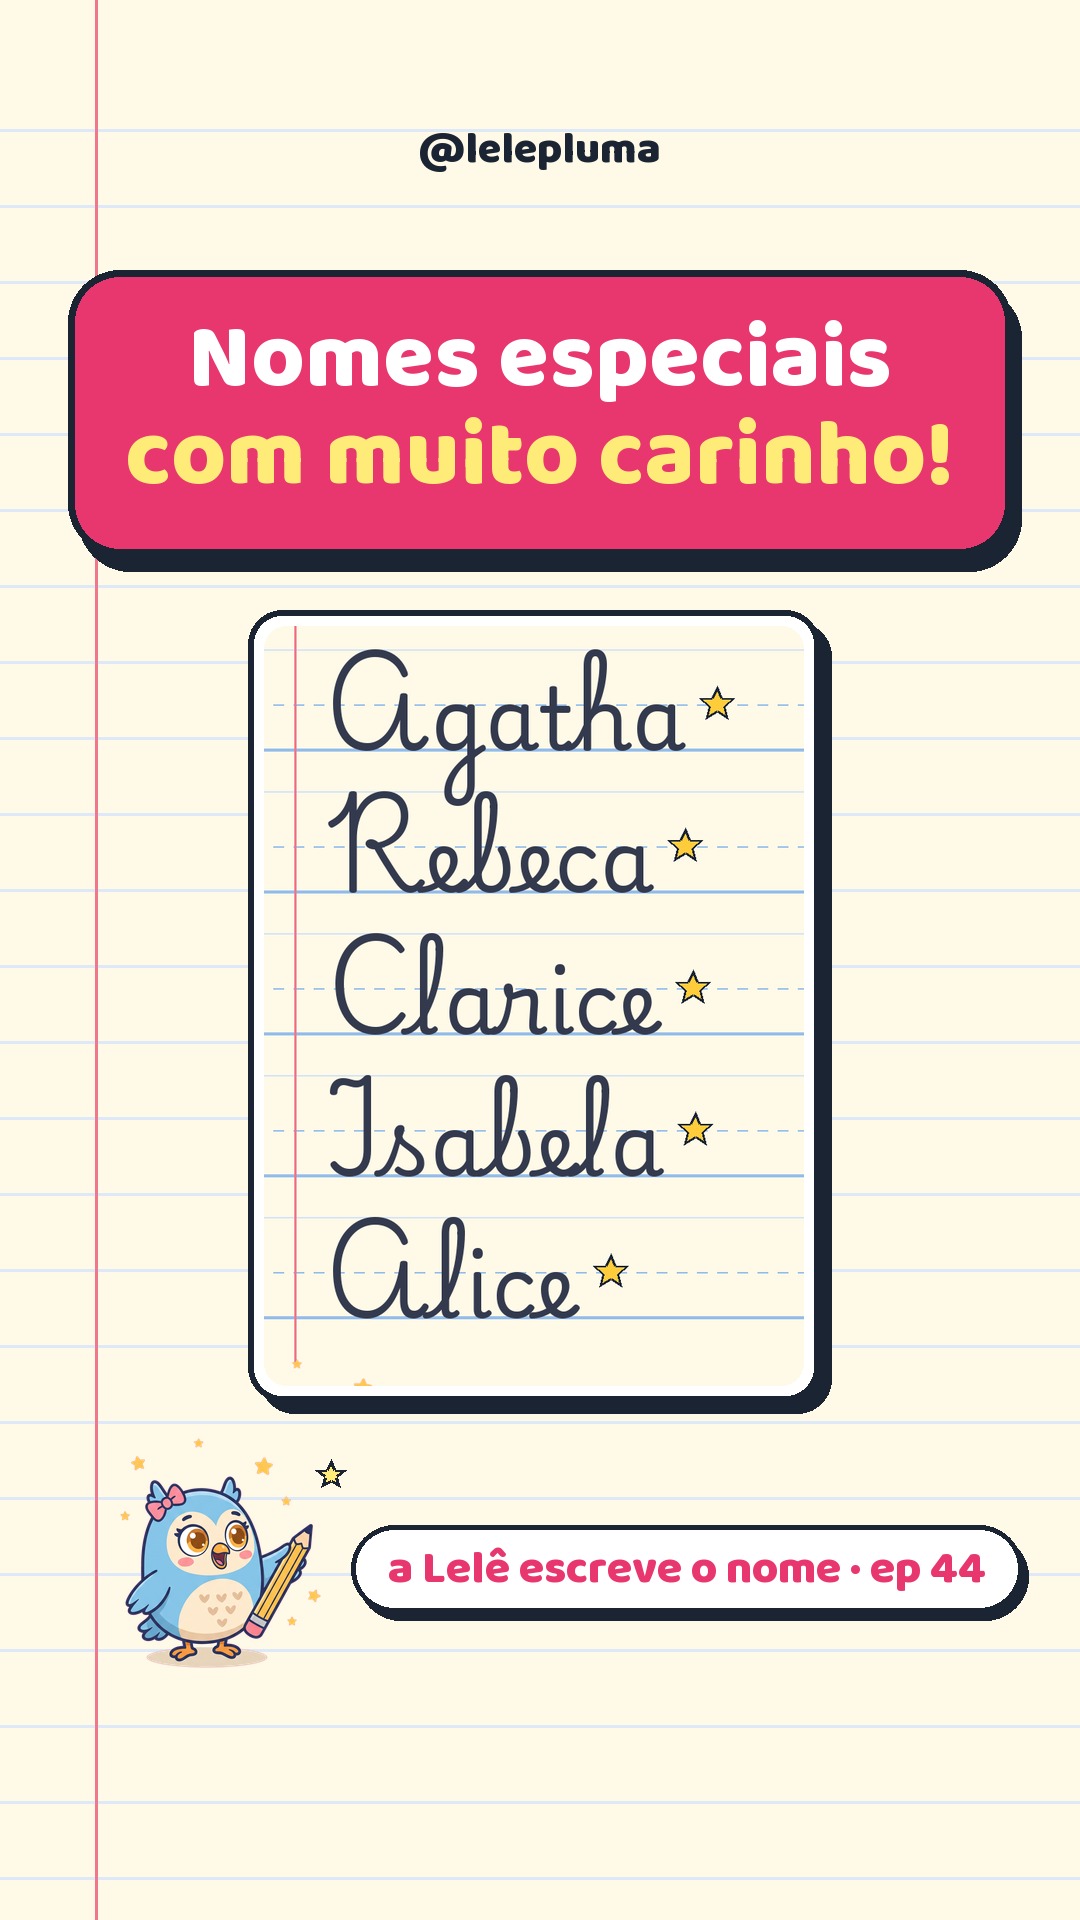 @lelepluma
Nomes especiais
com muito carinho!
Agatha
Rebeca
Clarice
Isabela
Alice
a Lelê escreve o nome · ep 44